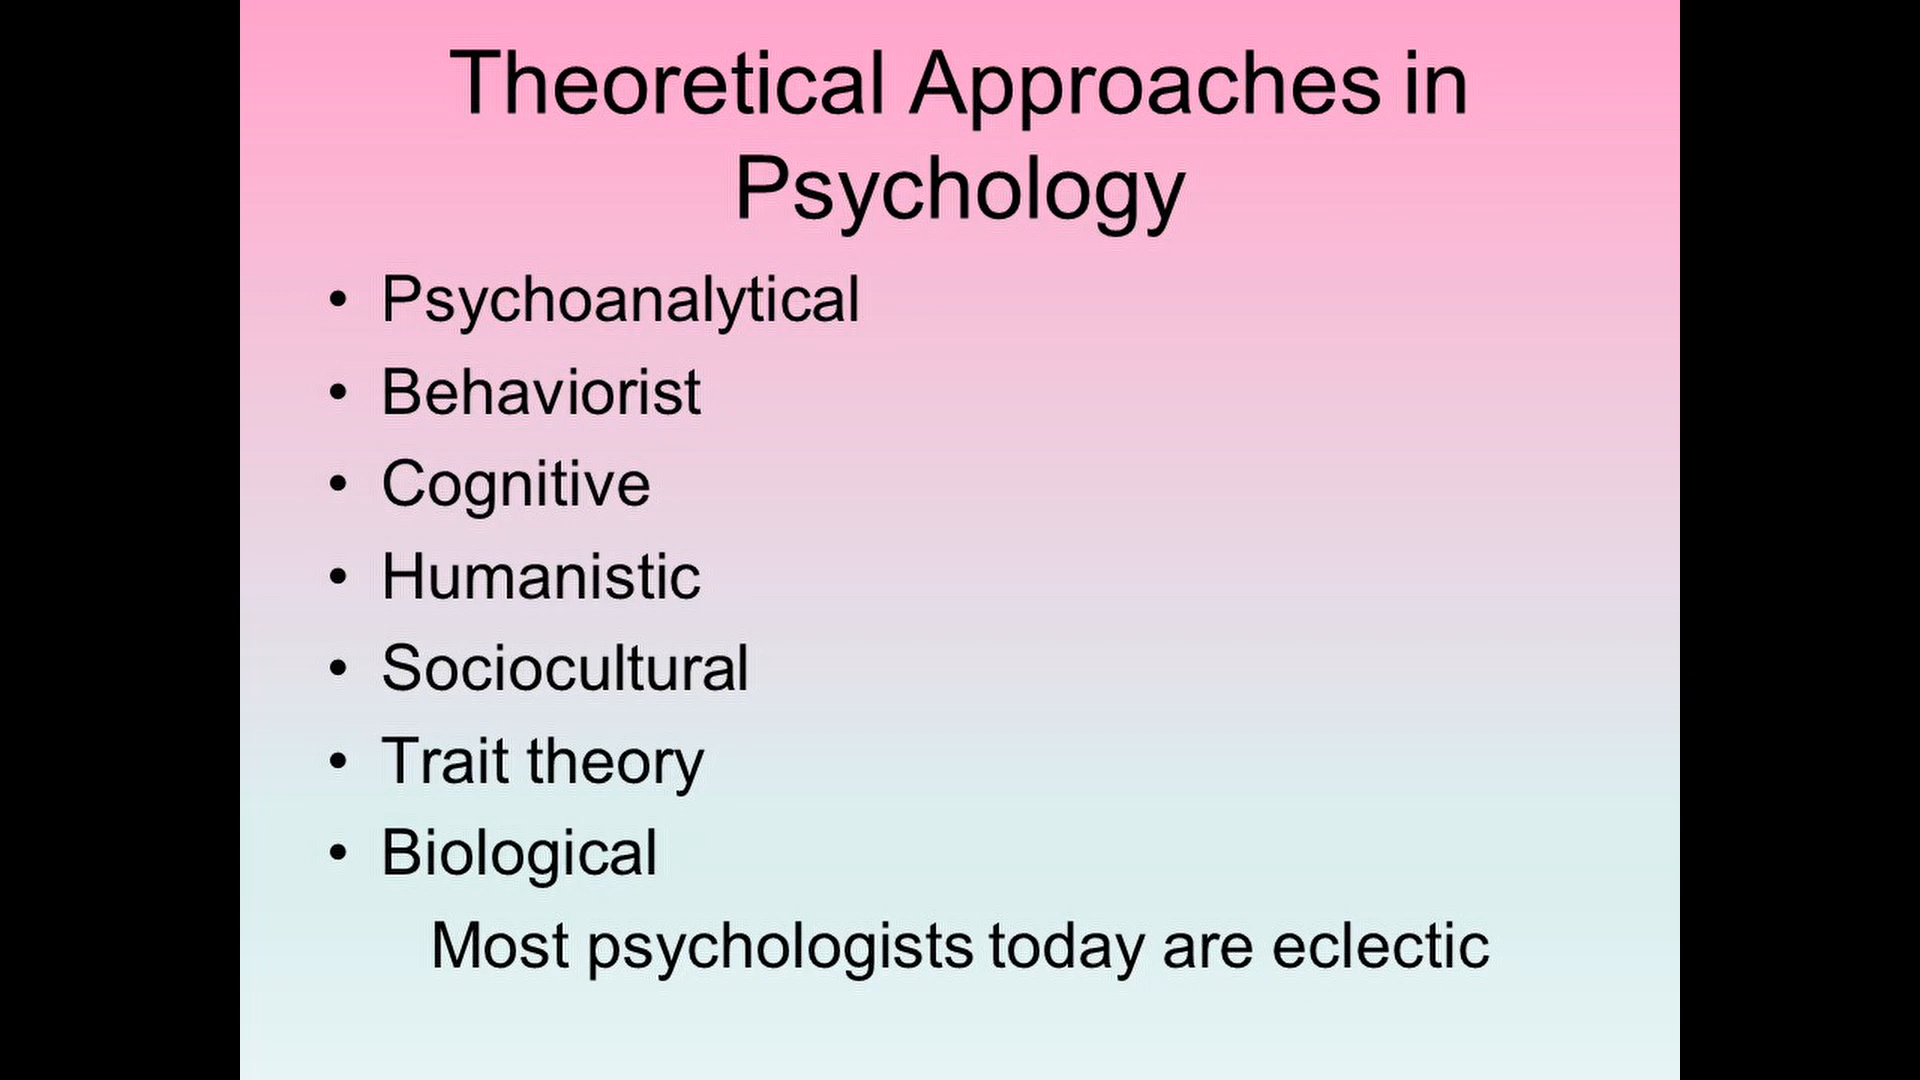 Theoretical Approaches in
Psychology
• Psychoanalytical
• Behaviorist
• Cognitive
• Humanistic
• Sociocultural
• Trait theory
• Biological
Most psychologists today are eclectic